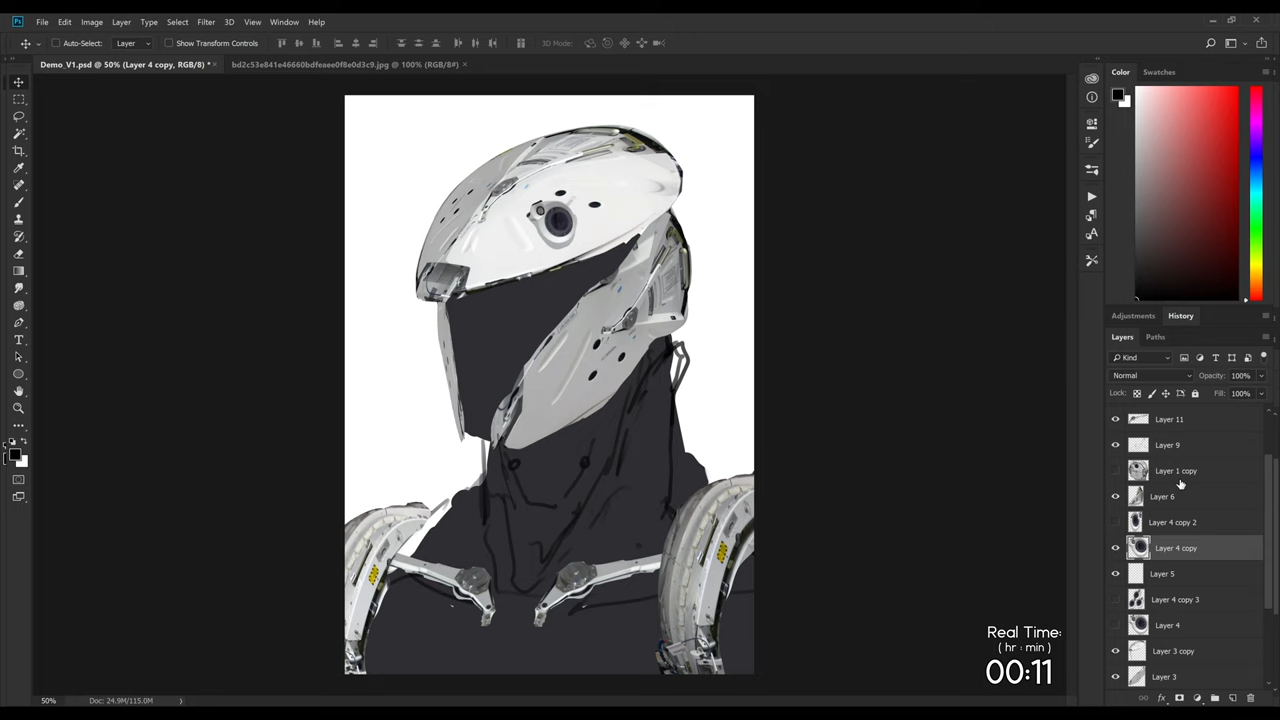 Ps File Edit Image Layer Type Select Filter 3D View Window Help
Auto-Select: Layer Show Transform Controls 3D Mode:
Demo_V1.psd @ 50% (Layer 4 copy, RGB/8) * × bd2c53e841e46660bdfeaee0f8e0d3c9.jpg @ 100% (RGB/8#) ×
Color Swatches
Adjustments History
Layers Paths
Kind
Normal Opacity: 100%
Lock: Fill: 100%
Layer 11
Layer 9
Layer 1 copy
Layer 6
Layer 4 copy 2
Layer 4 copy
Layer 5
Layer 4 copy 3
Layer 4
Layer 3 copy
Layer 3
Real Time:
( hr : min )
00:11
50% Doc: 24.9M/115.0M